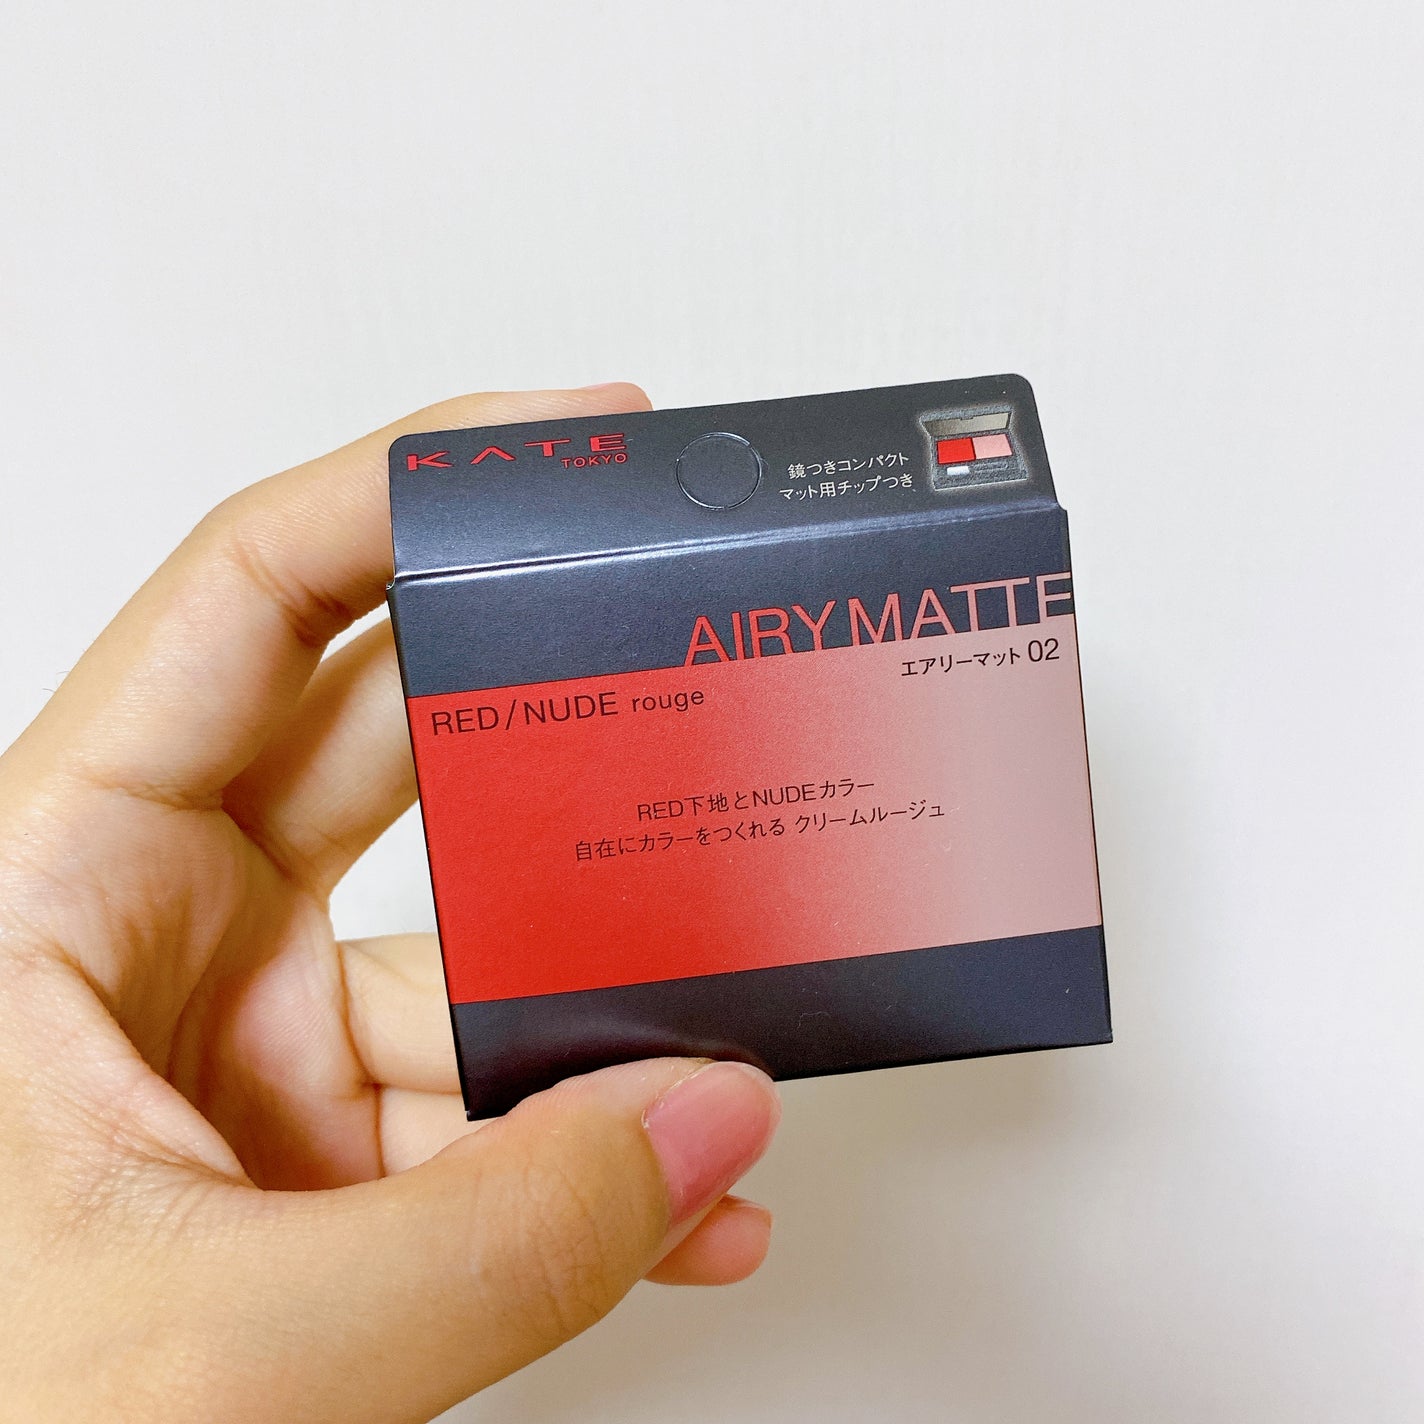 KATE
TOKYO
鏡つきコンパクト
マット用チップつき
AIRY MATTE
エアリーマット 02
RED/NUDE rouge
RED下地とNUDEカラー
自在にカラーをつくれる クリームルージュ